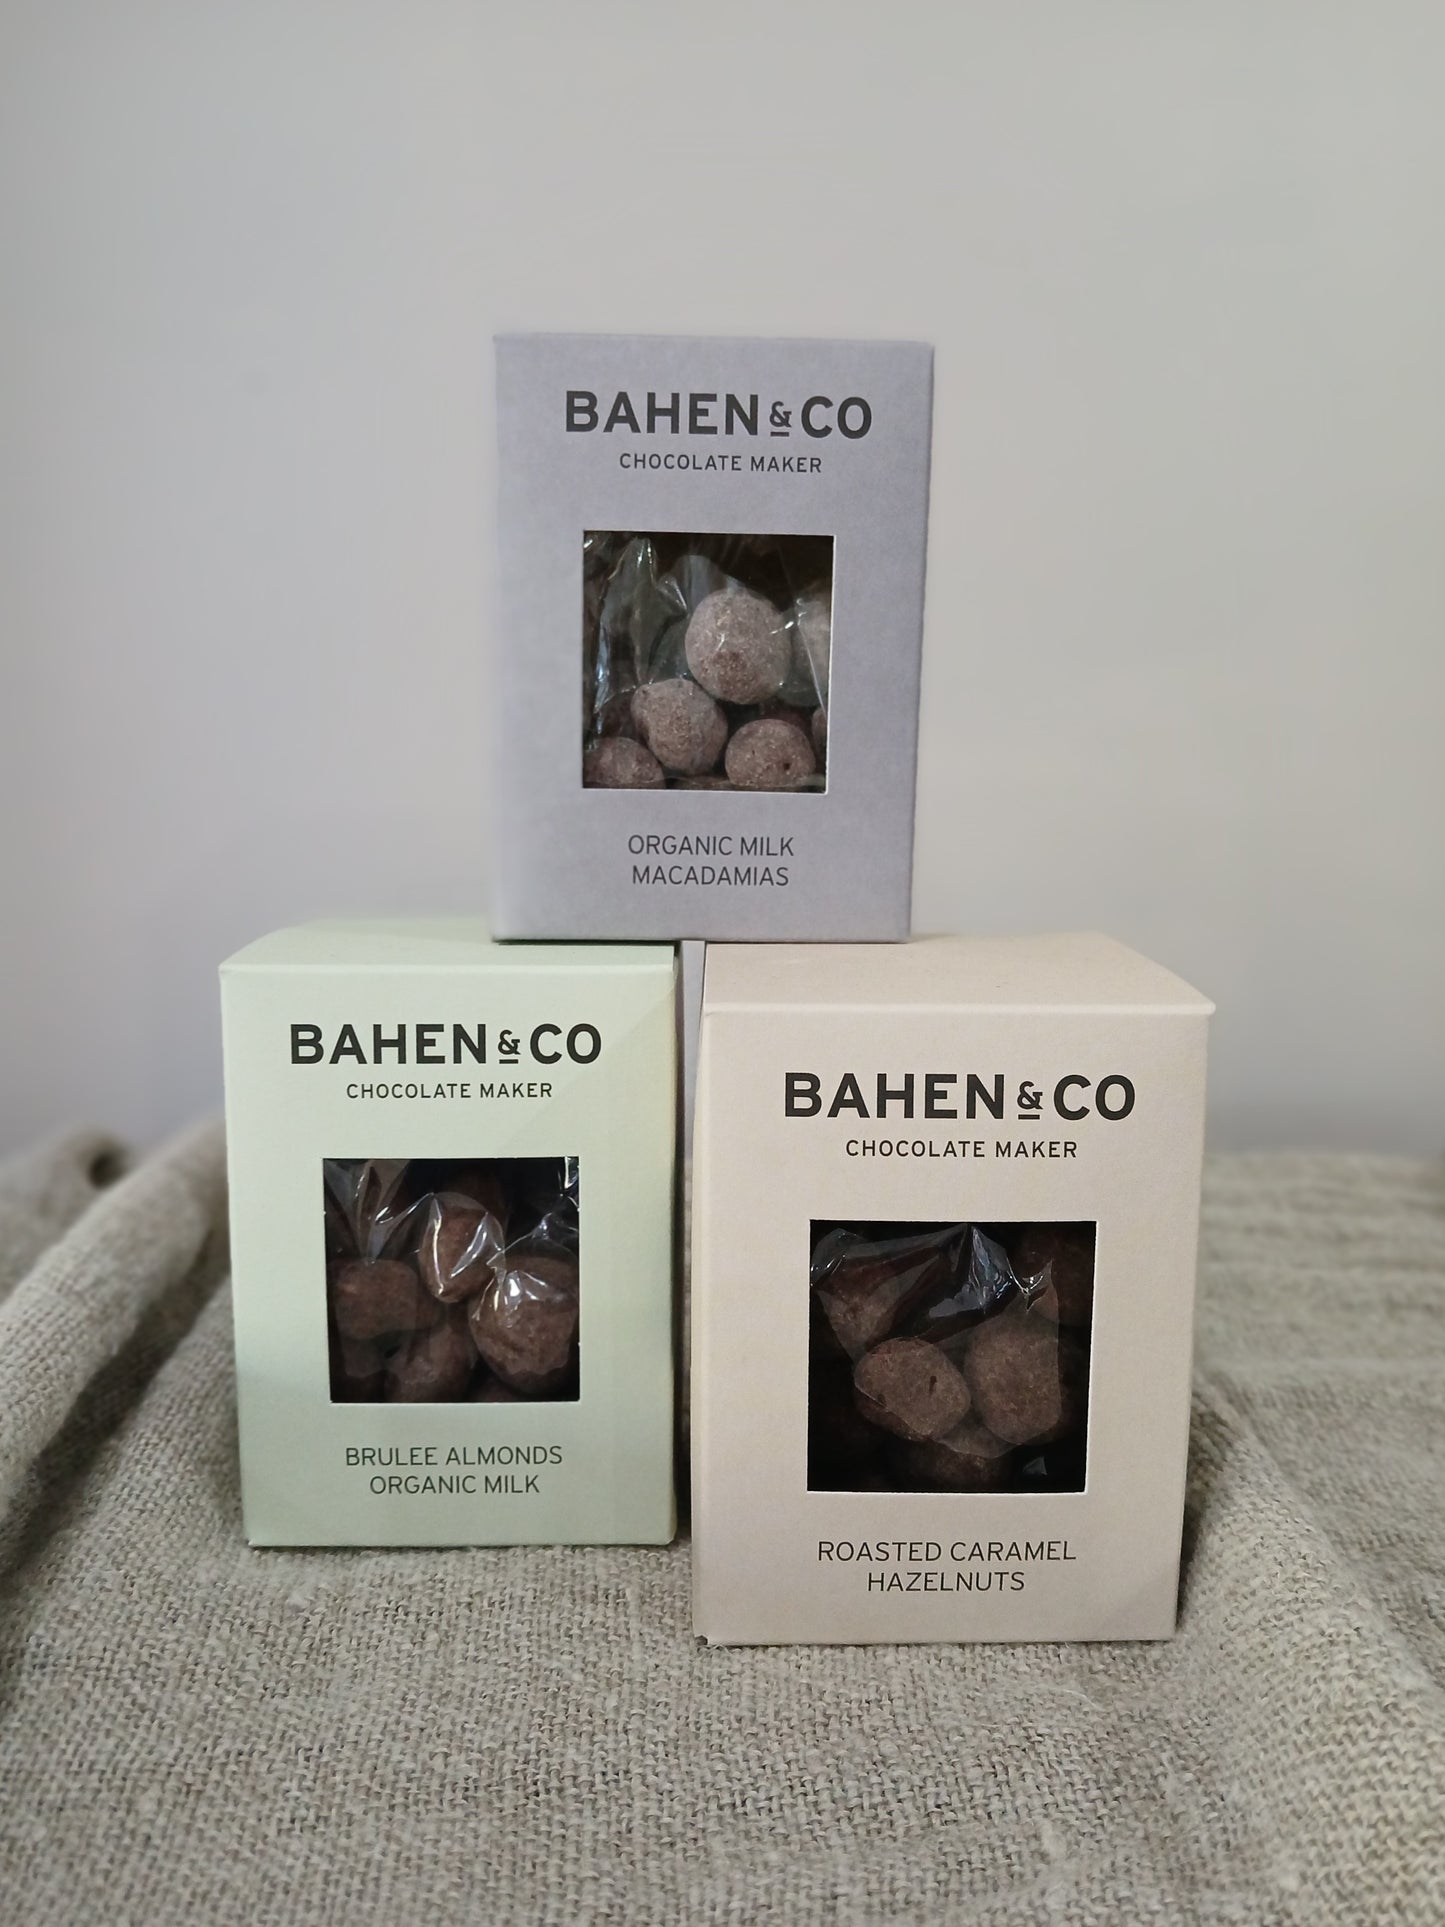 BAHEN & CO
CHOCOLATE MAKER
ORGANIC MILK
MACADAMIAS
BAHEN & CO
CHOCOLATE MAKER
BRULEE ALMONDS
ORGANIC MILK
BAHEN & CO
CHOCOLATE MAKER
ROASTED CARAMEL
HAZELNUTS